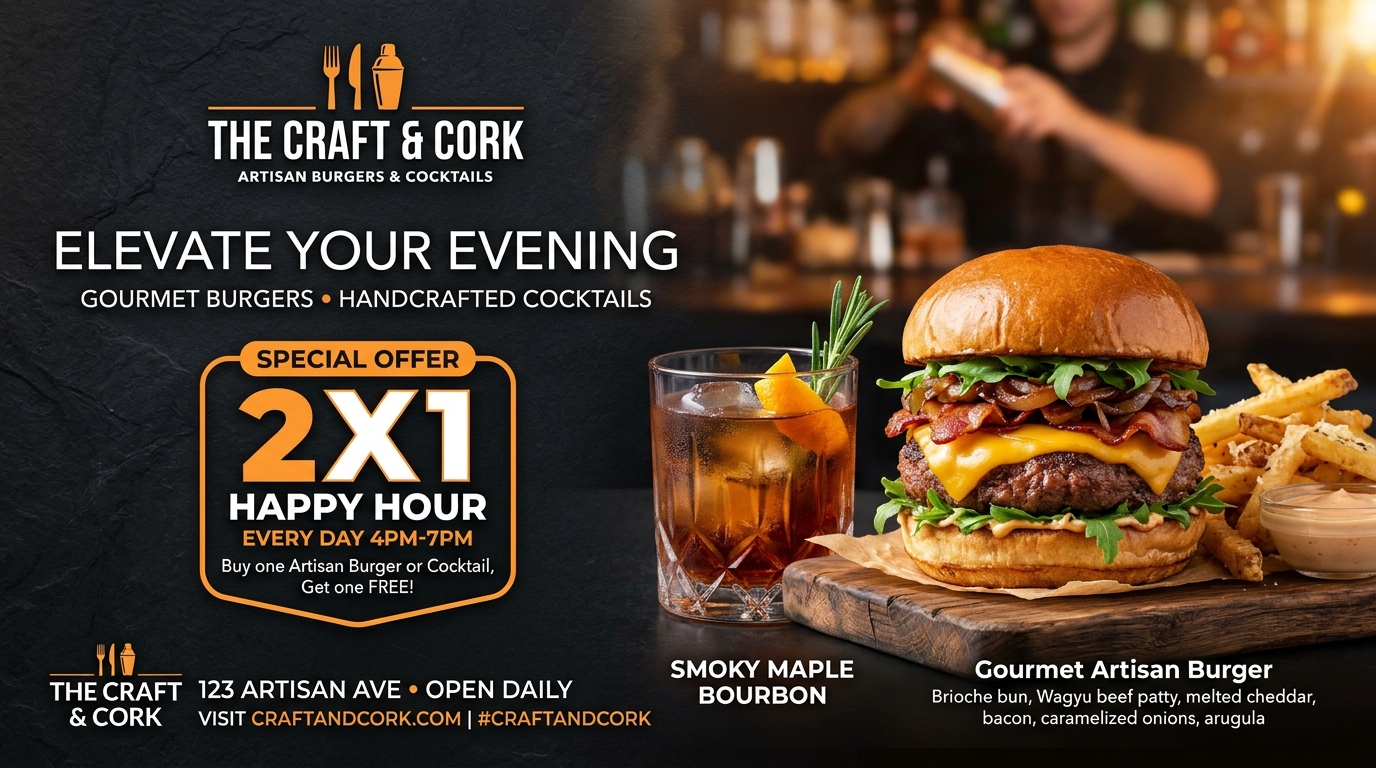 THE CRAFT & CORK
ARTISAN BURGERS & COCKTAILS
ELEVATE YOUR EVENING
GOURMET BURGERS • HANDCRAFTED COCKTAILS
SPECIAL OFFER
2X1
HAPPY HOUR
EVERY DAY 4PM-7PM
Buy one Artisan Burger or Cocktail,
Get one FREE!
THE CRAFT
& CORK
123 ARTISAN AVE • OPEN DAILY
VISIT CRAFTANDCORK.COM | #CRAFTANDCORK
SMOKY MAPLE
BOURBON
Gourmet Artisan Burger
Brioche bun, Wagyu beef patty, melted cheddar,
bacon, caramelized onions, arugula